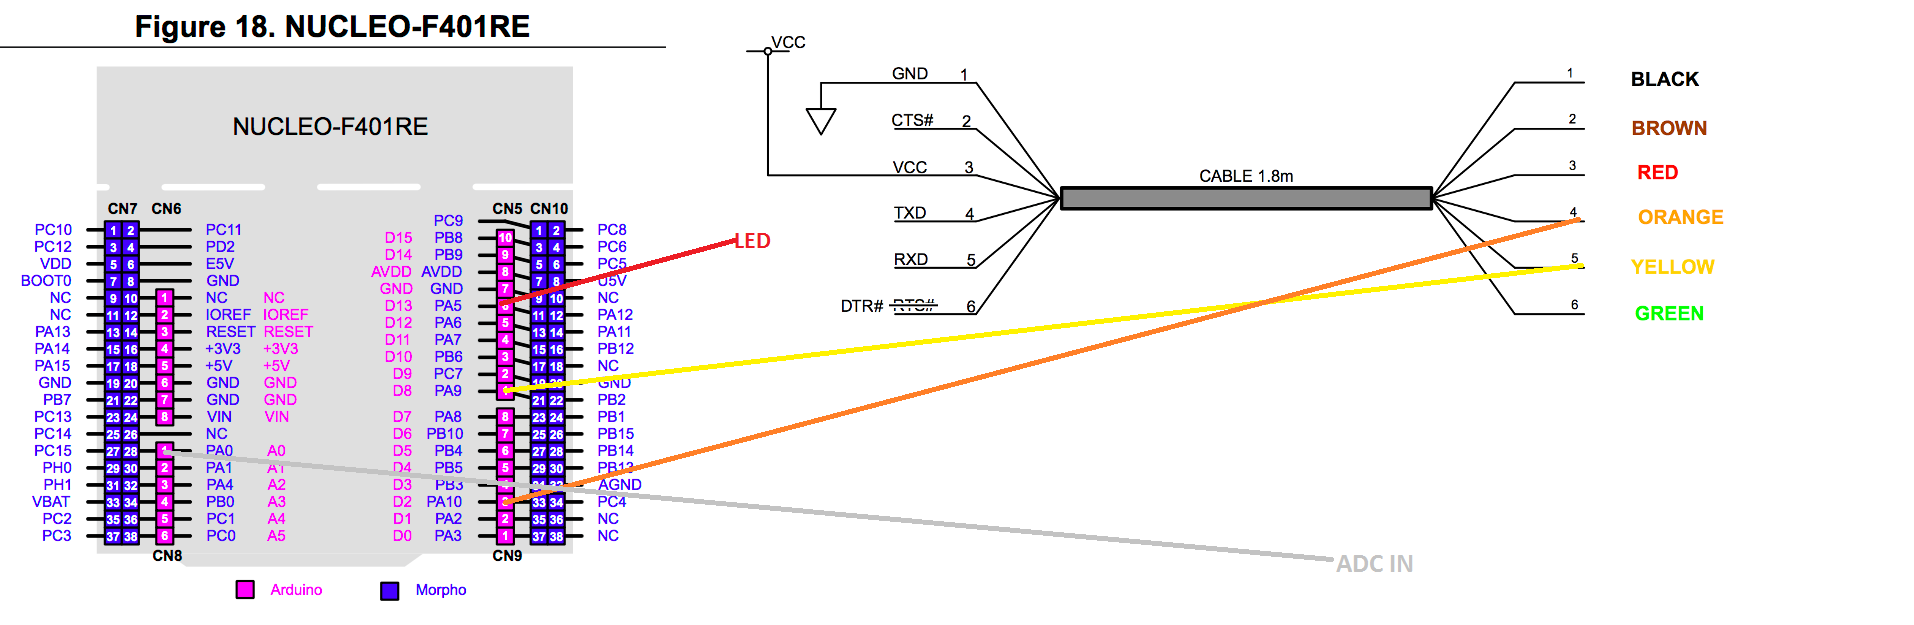 Figure 18. NUCLEO-F401RE
NUCLEO-F401RE
CN7 CN6 CN5 CN10
PC9
PC10 1 2 PC11 1 2 PC8
D15 PB8 10
PC12 3 4 PD2 3 4 PC6
D14 PB9 9
VDD 5 6 E5V 5 6 PC5
AVDD AVDD 8
BOOT0 7 8 GND 7 8 U5V
GND GND 7
NC 9 10 1 NC NC 9 10 NC
D13 PA5
NC 11 12 2 IOREF IOREF 11 12 PA12
D12 PA6 5
PA13 13 14 3 RESET RESET 13 14 PA11
D11 PA7 4
PA14 15 16 4 +3V3 +3V3 15 16 PB12
D10 PB6 3
PA15 17 18 5 +5V +5V 17 18 NC
D9 PC7 2
GND 19 20 6 GND GND 19 20 GND
D8 PA9 1
PB7 21 22 7 GND GND 21 22 PB2
PC13 23 24 8 VIN VIN D7 PA8 8 23 24 PB1
PC14 25 26 NC D6 PB10 7 25 26 PB15
PC15 27 28 1 PA0 A0 D5 PB4 6 27 28 PB14
PH0 29 30 2 PA1 A1 D4 PB5 5 29 30 PB13
PH1 31 32 3 PA4 A2 D3 PB3 4 31 32 AGND
VBAT 33 34 4 PB0 A3 D2 PA10 3 33 34 PC4
PC2 35 36 5 PC1 A4 D1 PA2 2 35 36 NC
PC3 37 38 6 PC0 A5 D0 PA3 1 37 38 NC
CN8 CN9
Arduino Morpho
LED
VCC
GND 1
CTS# 2
VCC 3
TXD 4
RXD 5
DTR# RTS# 6
CABLE 1.8m
1 BLACK
2 BROWN
3 RED
4 ORANGE
5 YELLOW
6 GREEN
ADC IN